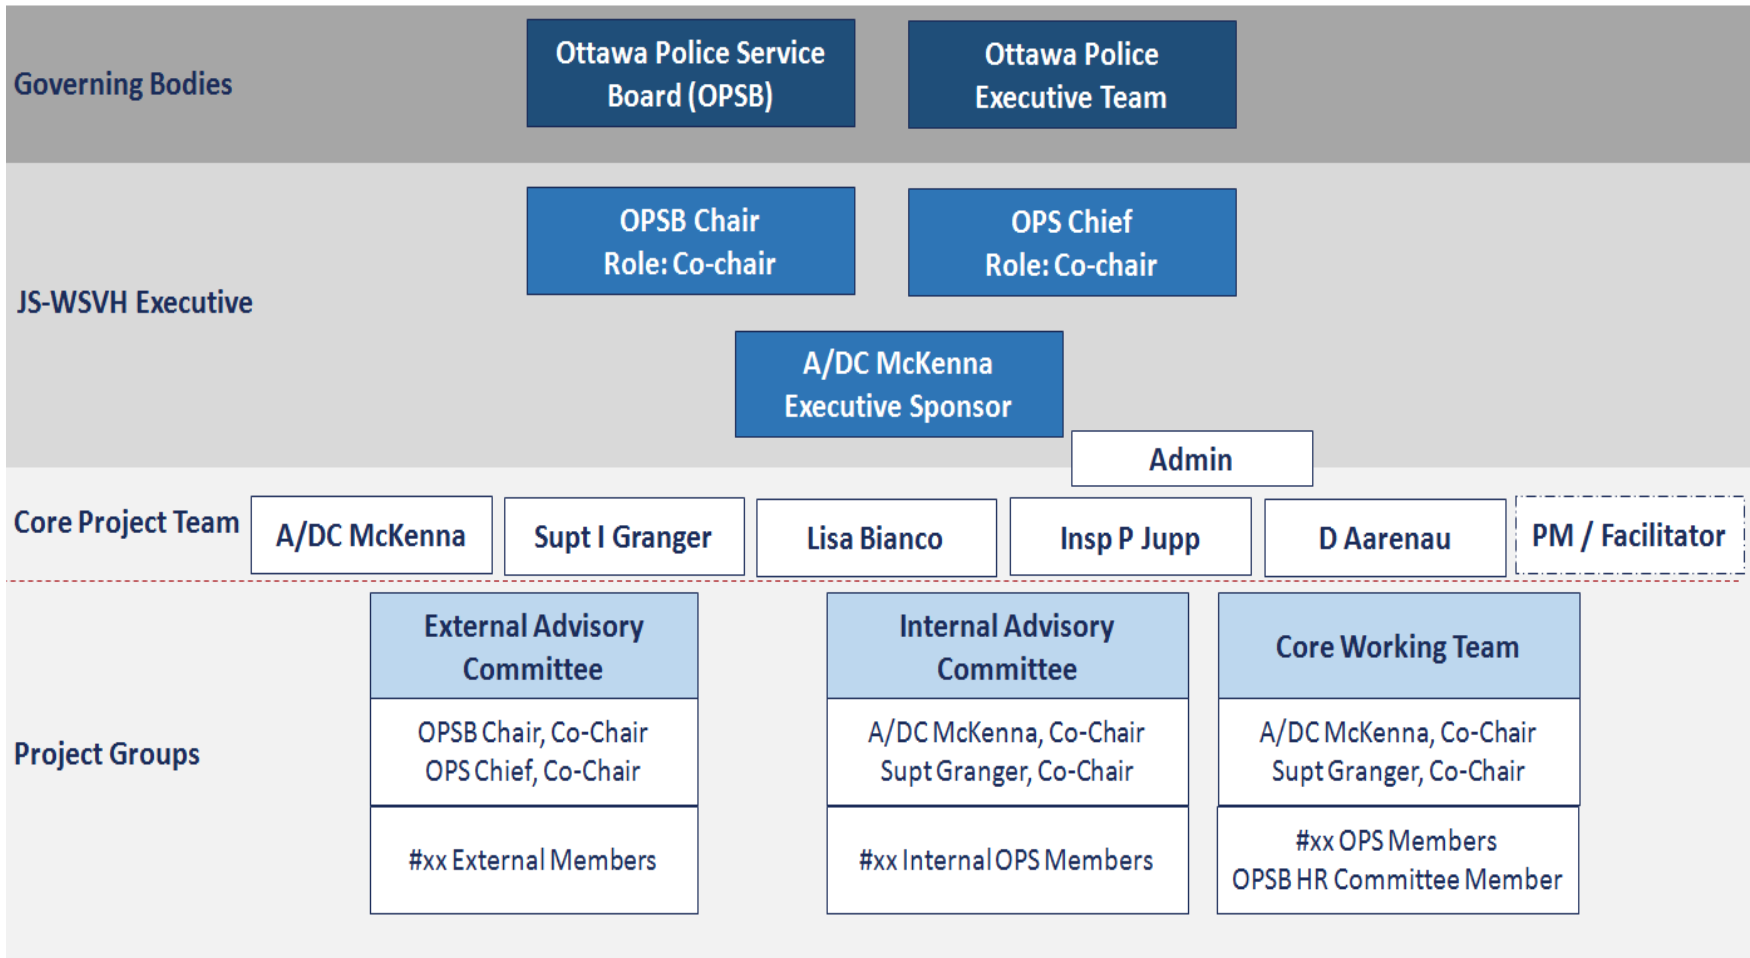 Governing Bodies
Ottawa Police Service
Board (OPSB)
Ottawa Police
Executive Team
JS-WSVH Executive
OPSB Chair
Role: Co-chair
OPS Chief
Role: Co-chair
A/DC McKenna
Executive Sponsor
Admin
Core Project Team
A/DC McKenna
Supt I Granger
Lisa Bianco
Insp P Jupp
D Aarenau
PM / Facilitator
Project Groups
External Advisory
Committee
OPSB Chair, Co-Chair
OPS Chief, Co-Chair
#xx External Members
Internal Advisory
Committee
A/DC McKenna, Co-Chair
Supt Granger, Co-Chair
#xx Internal OPS Members
Core Working Team
A/DC McKenna, Co-Chair
Supt Granger, Co-Chair
#xx OPS Members
OPSB HR Committee Member